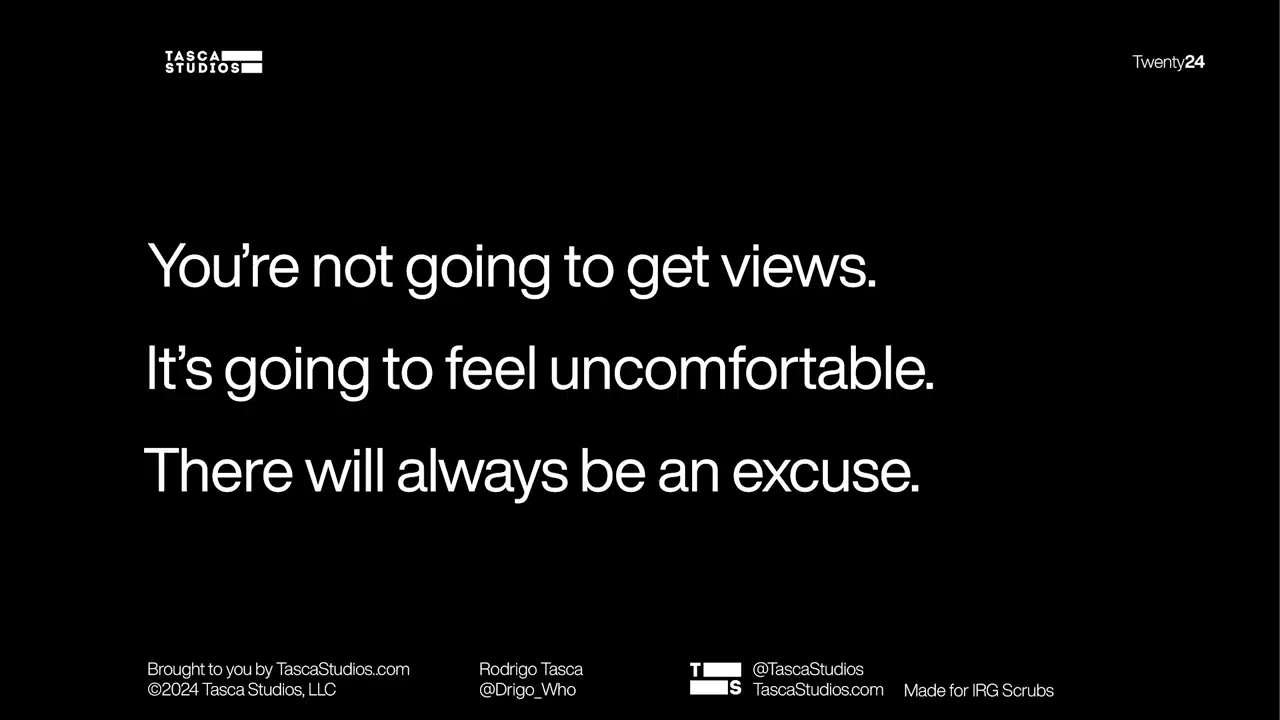 TASCA
STUDIOS
Twenty24
You’re not going to get views.
It’s going to feel uncomfortable.
There will always be an excuse.
Brought to you by TascaStudios.com
©2024 Tasca Studios, LLC
Rodrigo Tasca
@Drigo_Who
T
S
@TascaStudios
TascaStudios.com
Made for IRG Scrubs